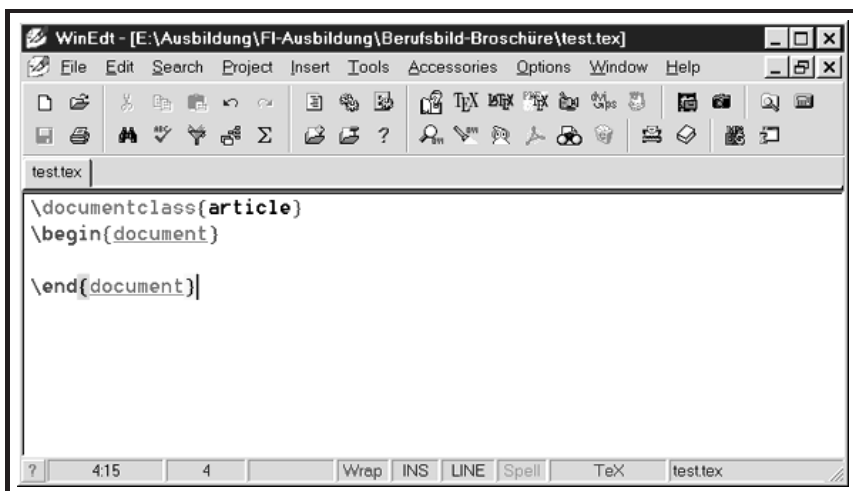 WinEdt - [E:\Ausbildung\FI-Ausbildung\Berufsbild-Broschüre\test.tex]
File Edit Search Project Insert Tools Accessories Options Window Help
TEX
test.tex
\documentclass{article}
\begin{document}
\end{document}
? 4:15 4 Wrap INS LINE Spell TeX test.tex